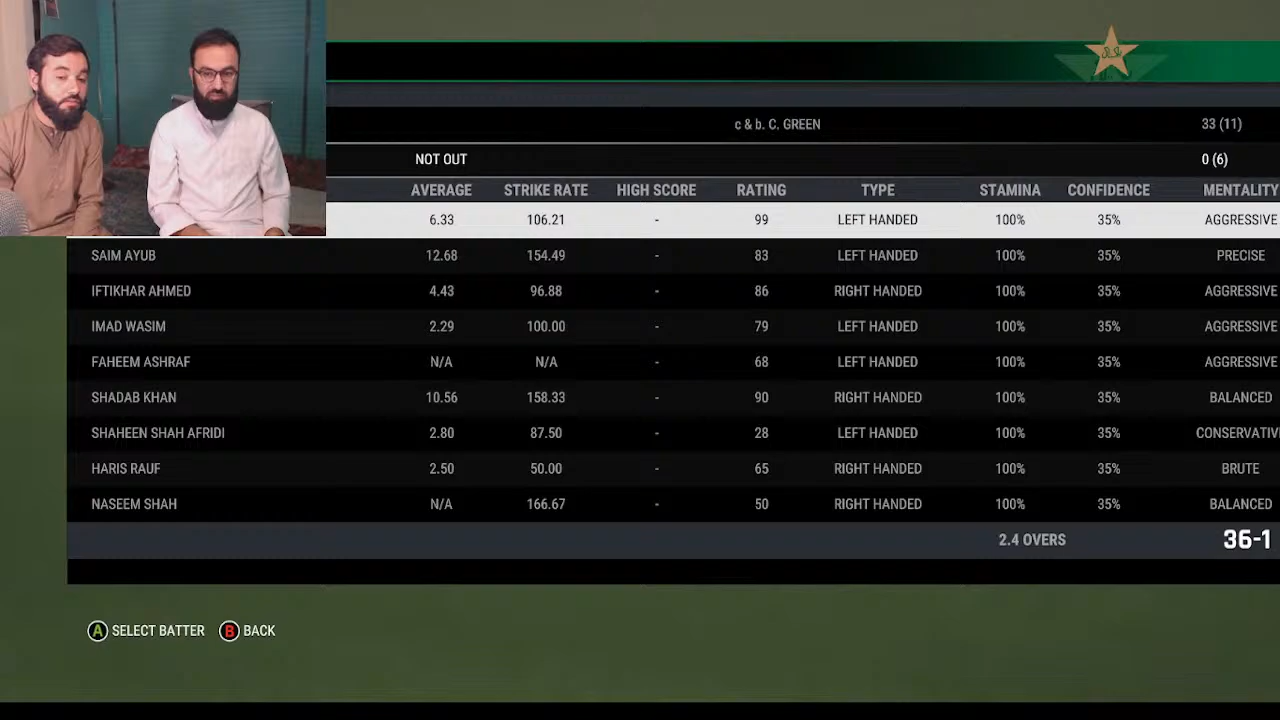 c & b. C. GREEN 33 (11)
NOT OUT 0 (6)
AVERAGE STRIKE RATE HIGH SCORE RATING TYPE STAMINA CONFIDENCE MENTALITY
6.33 106.21 - 99 LEFT HANDED 100% 35% AGGRESSIVE
SAIM AYUB 12.68 154.49 - 83 LEFT HANDED 100% 35% PRECISE
IFTIKHAR AHMED 4.43 96.88 - 86 RIGHT HANDED 100% 35% AGGRESSIVE
IMAD WASIM 2.29 100.00 - 79 LEFT HANDED 100% 35% AGGRESSIVE
FAHEEM ASHRAF N/A N/A - 68 LEFT HANDED 100% 35% AGGRESSIVE
SHADAB KHAN 10.56 158.33 - 90 RIGHT HANDED 100% 35% BALANCED
SHAHEEN SHAH AFRIDI 2.80 87.50 - 28 LEFT HANDED 100% 35% CONSERVATIV
HARIS RAUF 2.50 50.00 - 65 RIGHT HANDED 100% 35% BRUTE
NASEEM SHAH N/A 166.67 - 50 RIGHT HANDED 100% 35% BALANCED
2.4 OVERS 36-1
A SELECT BATTER B BACK